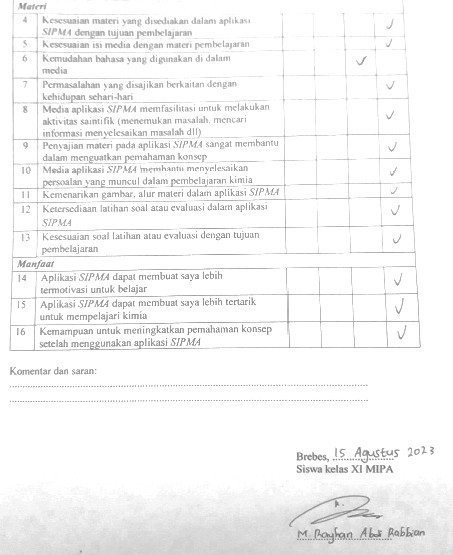 Materi
4 Kesesuaian materi yang disediakan dalam aplikasi
SIPMA dengan tujuan pembelajaran
5 Kesesuaian isi media dengan materi pembelajaran
6 Kemudahan bahasa yang digunakan di dalam
media
7 Permasalahan yang disajikan berkaitan dengan
kehidupan sehari-hari
8 Media aplikasi SIPMA memfasilitasi untuk melakukan
aktivitas saintifik (menemukan masalah, mencari
informasi menyelesaikan masalah dll)
9 Penyajian materi pada aplikasi SIPMA sangat membantu
dalam menguatkan pemahaman konsep
10 Media aplikasi SIPMA membantu menyelesaikan
persoalan yang muncul dalam pembelajaran kimia
11 Kemenarikan gambar, alur materi dalam aplikasi SIPMA
12 Ketersediaan latihan soal atau evaluasi dalam aplikasi
SIPMA
13 Kesesuaian soal latihan atau evaluasi dengan tujuan
pembelajaran
Manfaat
14 Aplikasi SIPMA dapat membuat saya lebih
termotivasi untuk belajar
15 Aplikasi SIPMA dapat membuat saya lebih tertarik
untuk mempelajari kimia
16 Kemampuan untuk meningkatkan pemahaman konsep
setelah menggunakan aplikasi SIPMA
Komentar dan saran:
Brebes, 15 Agustus 2023
Siswa kelas XI MIPA
M. Rayhan Abdi Robbian